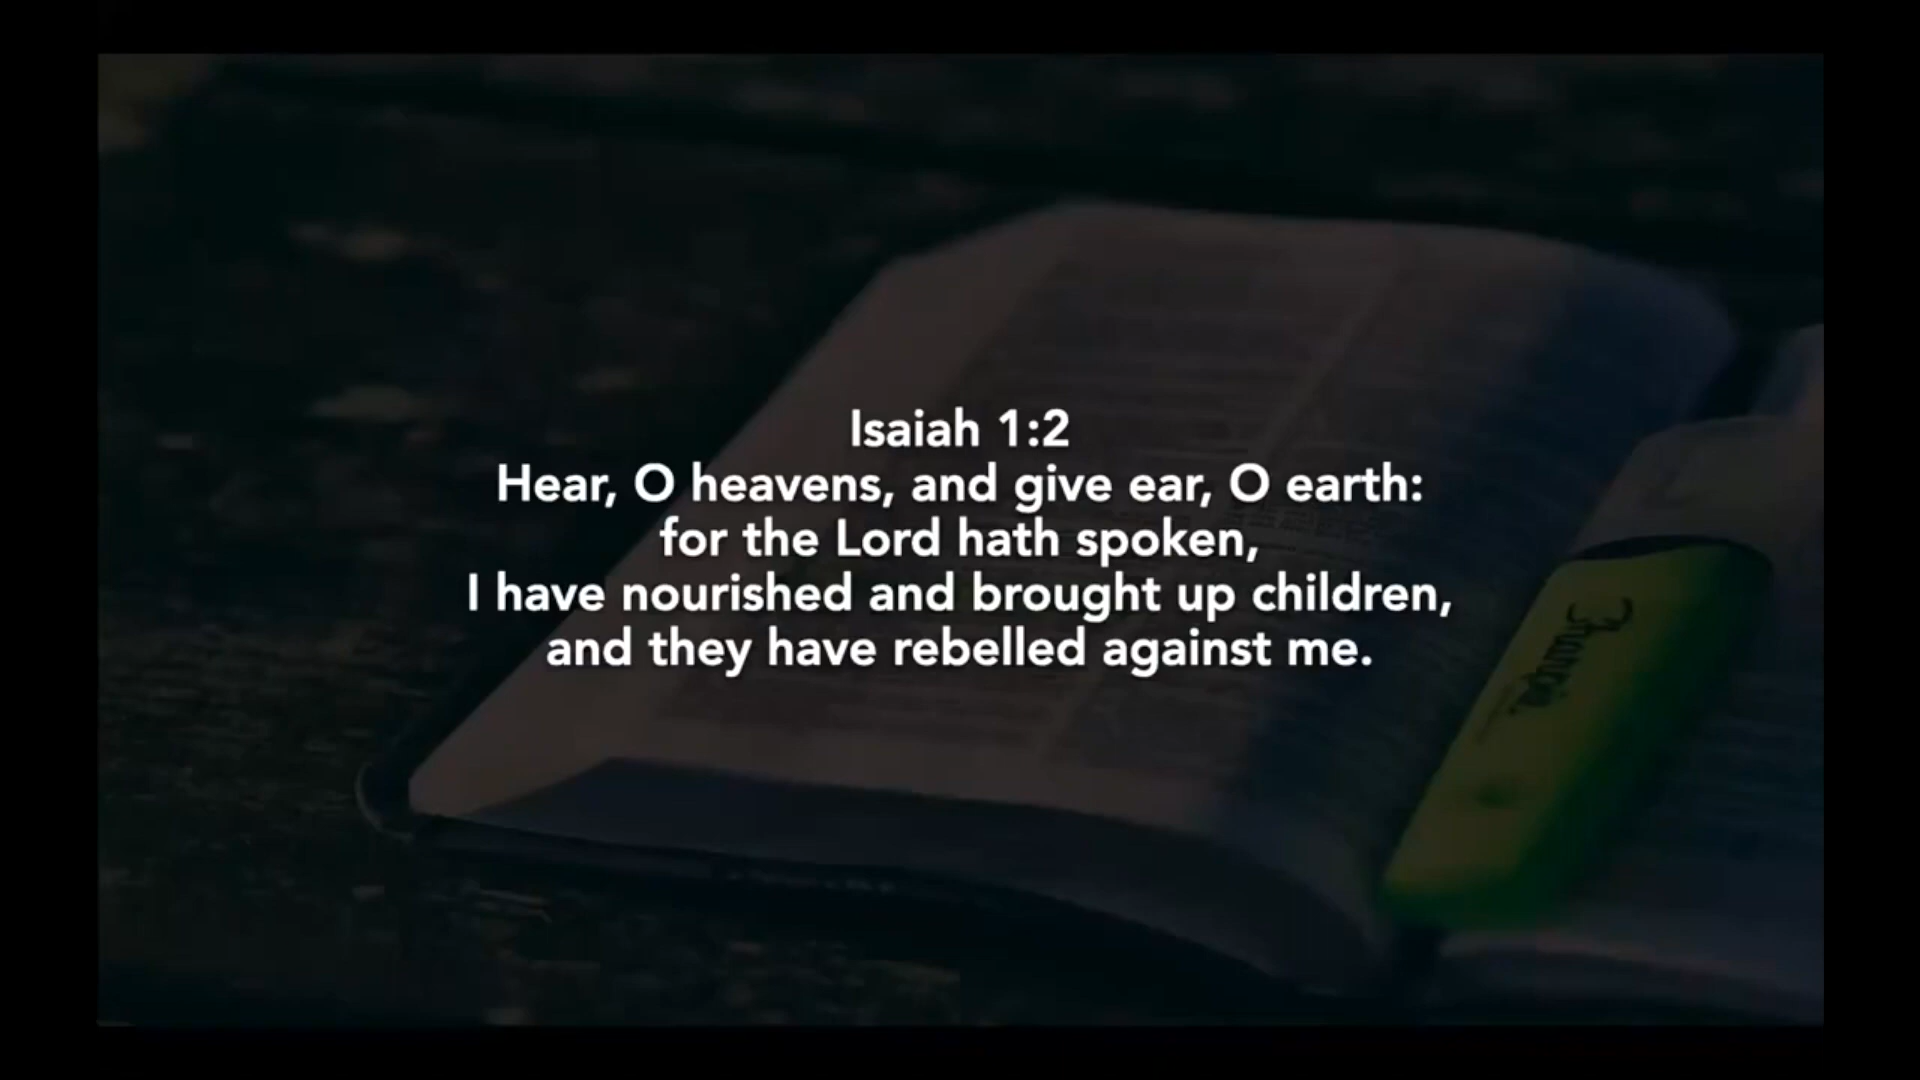 Isaiah 1:2
Hear, O heavens, and give ear, O earth:
for the Lord hath spoken,
I have nourished and brought up children,
and they have rebelled against me.